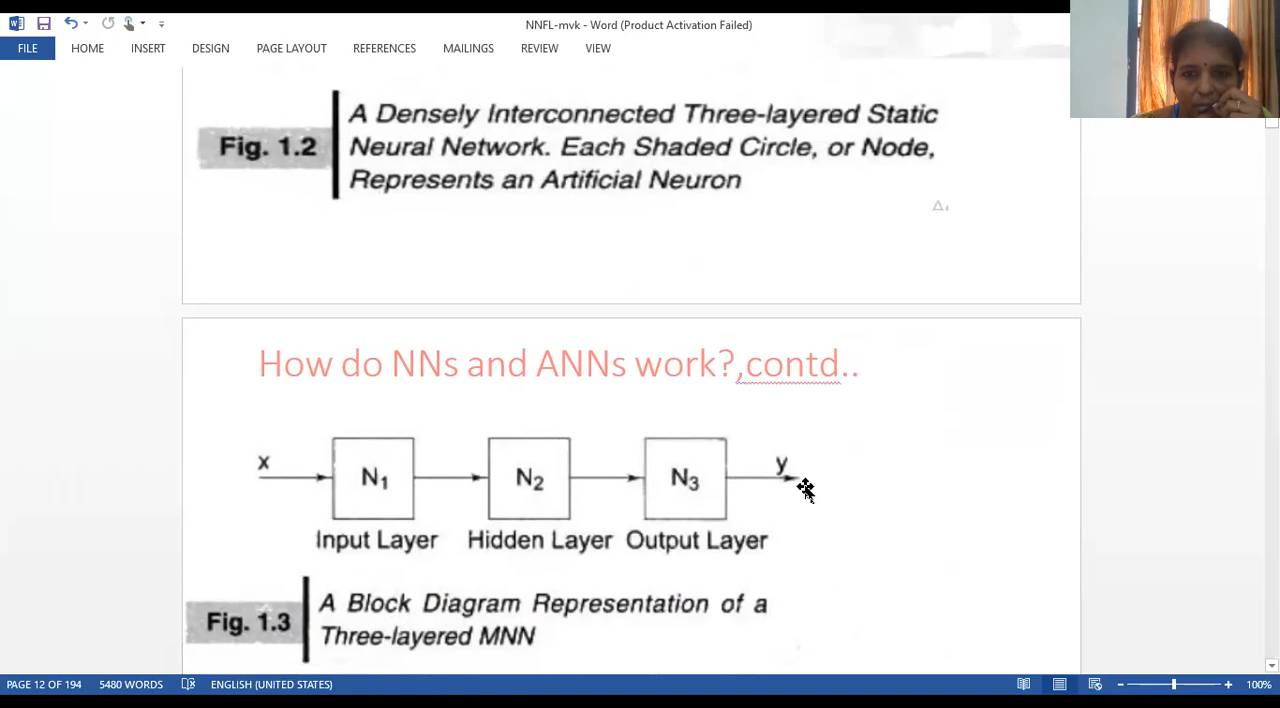 NNFL-mvk - Word (Product Activation Failed)
FILE HOME INSERT DESIGN PAGE LAYOUT REFERENCES MAILINGS REVIEW VIEW
Fig. 1.2
A Densely Interconnected Three-layered Static
Neural Network. Each Shaded Circle, or Node,
Represents an Artificial Neuron
How do NNs and ANNs work?,contd..
x N1 N2 N3 y
Input Layer Hidden Layer Output Layer
Fig. 1.3
A Block Diagram Representation of a
Three-layered MNN
PAGE 12 OF 194 5480 WORDS ENGLISH (UNITED STATES) 100%